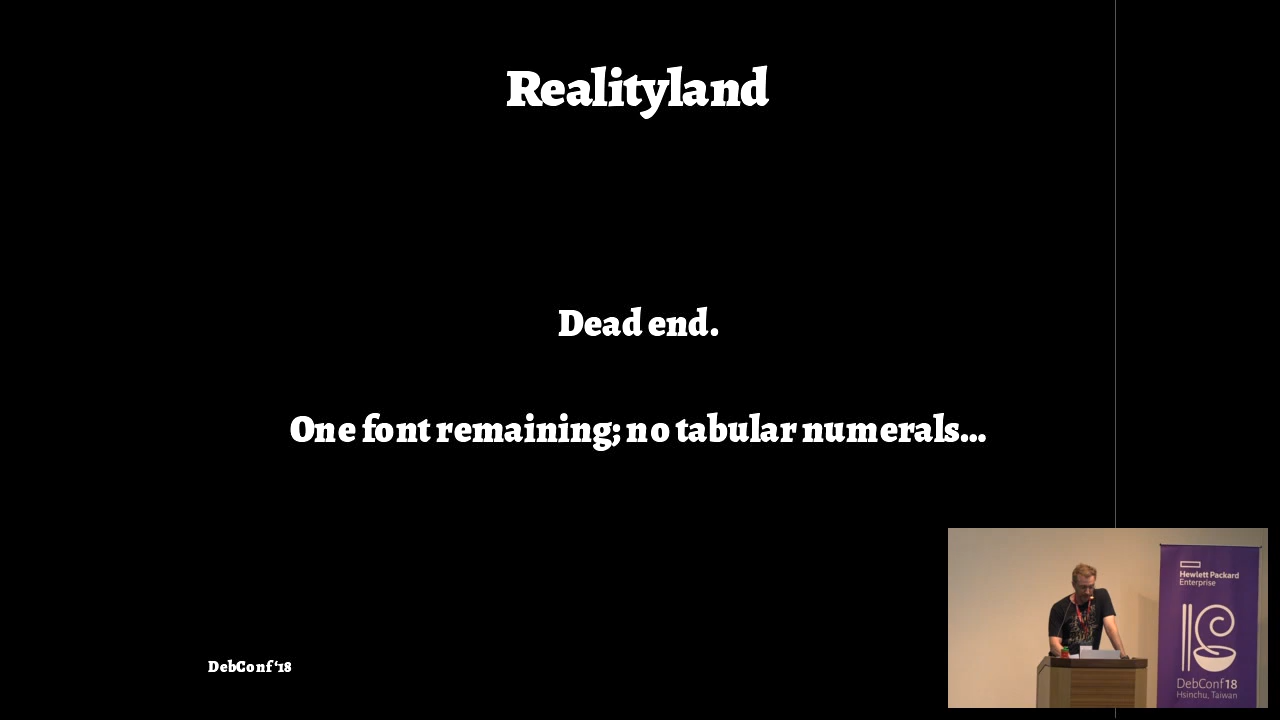 Realityland
Dead end.
One font remaining; no tabular numerals...
DebConf '18
Hewlett Packard
Enterprise
DebConf18
Hsinchu, Taiwan